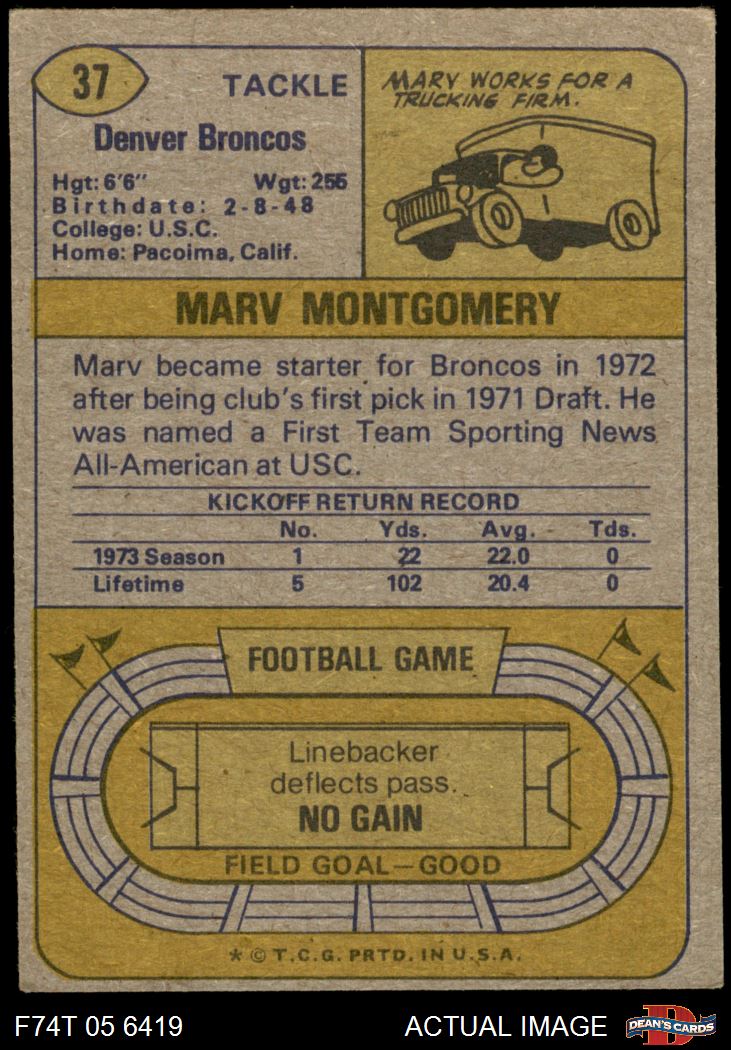 37
TACKLE
Denver Broncos
Hgt: 6'6" Wgt: 255
Birthdate: 2-8-48
College: U.S.C.
Home: Pacoima, Calif.
MARV WORKS FOR A
TRUCKING FIRM.
MARV MONTGOMERY
Marv became starter for Broncos in 1972
after being club's first pick in 1971 Draft. He
was named a First Team Sporting News
All-American at USC.
KICKOFF RETURN RECORD
No. Yds. Avg. Tds.
1973 Season 1 22 22.0 0
Lifetime 5 102 20.4 0
FOOTBALL GAME
Linebacker
deflects pass.
NO GAIN
FIELD GOAL—GOOD
* © T.C.G. PRTD. IN U.S.A.
F74T 05 6419 ACTUAL IMAGE
D
DEAN'S CARDS